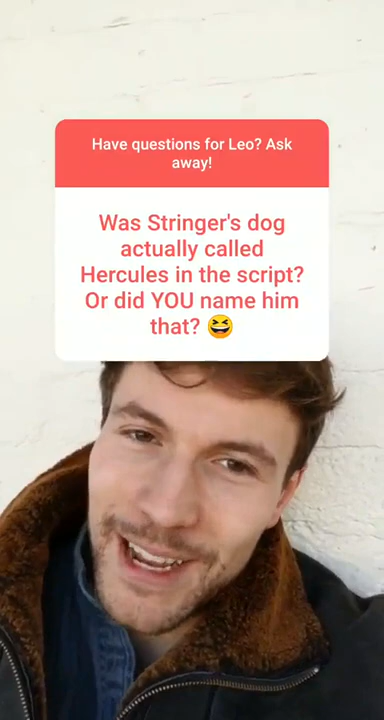 Have questions for Leo? Ask
away!
Was Stringer's dog
actually called
Hercules in the script?
Or did YOU name him
that? 😆